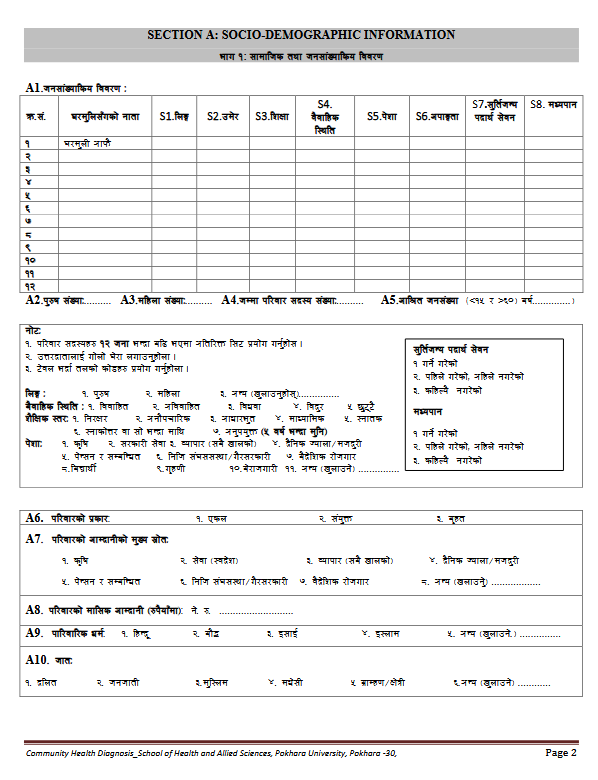 SECTION A: SOCIO-DEMOGRAPHIC INFORMATION
भाग १: सामाजिक तथा जनसांख्यिकिय विवरण
A1.जनसांख्यिकिय विवरण :
क्र.सं. घरमुलिसँगको नाता S1.लिङ्ग S2.उमेर S3.शिक्षा S4. वैवाहिक स्थिति S5.पेशा S6.अपाङ्गता S7.सुर्तिजन्य पदार्थ सेवन S8. मध्यपान
१ घरमुली आफै
२
३
४
५
६
७
८
९
१०
११
१२
A2.पुरुष संख्या:.......... A3.महिला संख्या:.......... A4.जम्मा परिवार सदस्य संख्या:.......... A5.आश्रित जनसंख्या (<१५ र >६०) वर्ष..............)
नोट:
१. परिवार सदस्यहरु १२ जना भन्दा बढि भएमा अतिरिक्त सिट प्रयोग गर्नुहोस ।
२. उत्तरदातालाई गोलो घेरा लगाउनुहोला ।
३. टेवल भर्दा तलको कोडहरु प्रयोग गर्नुहोला ।
लिङ्ग : १. पुरुष २. महिला ३. अन्य (खुलाउनुहोस्)...............
वैवाहिक स्थिति : १. विवाहित २. अविवाहित ३. विधवा ४. विदुर ५ छुट्टै
शैक्षिक स्तर: १. निरक्षर २. अनौपचारिक ३. आधारभुत ४. माध्यमिक ५. स्नातक
६. स्नाकोत्तर वा सो भन्दा माथि ७. अनुपयुक्त (५ वर्ष भन्दा मुनि)
पेशा: १. कृषि २. सरकारी सेवा ३. व्यापार (सबै खालको) ४. दैनिक ज्याला/मजदुरी
५. पेन्सन र सम्बन्धित ६. निजि संघसस्था/गैरसरकारी ७. वैदेशिक रोजगार
८.विद्यार्थी ९.गृहणी १०.बेरोजगारी ११. अन्य (खुलाउने) ...............
सुर्तिजन्य पदार्थ सेवन
१ गर्ने गरेको
२. पहिले गरेको, अहिले नगरेको
३. कहिल्यै नगरेको
मध्यपान
१ गर्ने गरेको
२. पहिले गरेको, अहिले नगरेको
३. कहिल्यै नगरेको
A6. परिवारको प्रकार: १. एकल २. संयुक्त ३. बृहत
A7. परिवारको आम्दानीको मुख्य स्रोत:
१. कृषि २. सेवा (स्वदेश) ३. व्यापार (सबै खालको) ४. दैनिक ज्याला/मजदुरी
५. पेन्सन र सम्बन्धित ६. निजि संघसस्था/गैरसरकारी ७. वैदेशिक रोजगार ८. अन्य (खुलाउने) ..................
A8. परिवारको मासिक आम्दानी (रुपैयाँमा): ने. रु. ...........................
A9. पारिवारिक धर्म: १. हिन्दू २. बौद्ध ३. इसाई ४. इस्लाम ५. अन्य (खुलाउने.) ...............
A10. जात:
१. दलित २. जनजाती ३.मुस्लिम ४. मधेसी ५ ब्राम्हण/क्षेत्री ६.अन्य (खुलाउने) ............
Community Health Diagnosis_School of Health and Allied Sciences, Pokhara University, Pokhara -30, Page 2